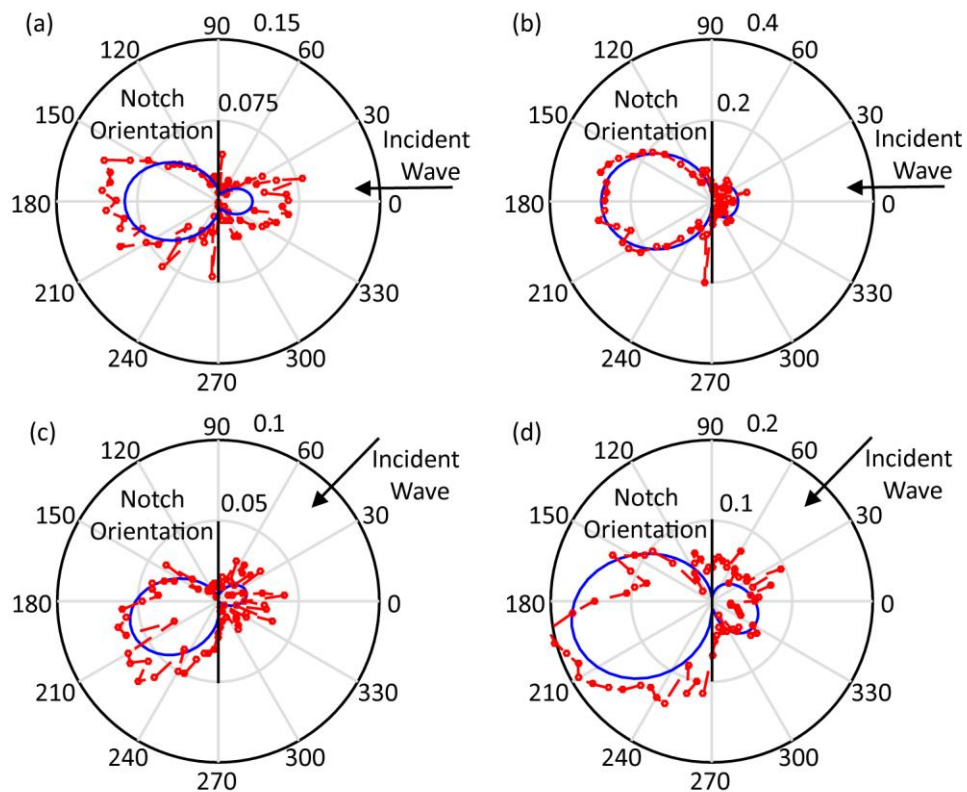 (a)
90
0.15
120
60
Notch
0.075
150
Orientation
30
Incident
Wave
180
0
210
330
240
300
270
(b)
90
0.4
120
60
Notch
0.2
150
Orientation
30
Incident
Wave
180
0
210
330
240
300
270
(c)
90
0.1
120
60
Incident
Wave
Notch
0.05
150
Orientation
30
180
0
210
330
240
300
270
(d)
90
0.2
120
60
Incident
Wave
Notch
0.1
150
Orientation
30
180
0
210
330
240
300
270